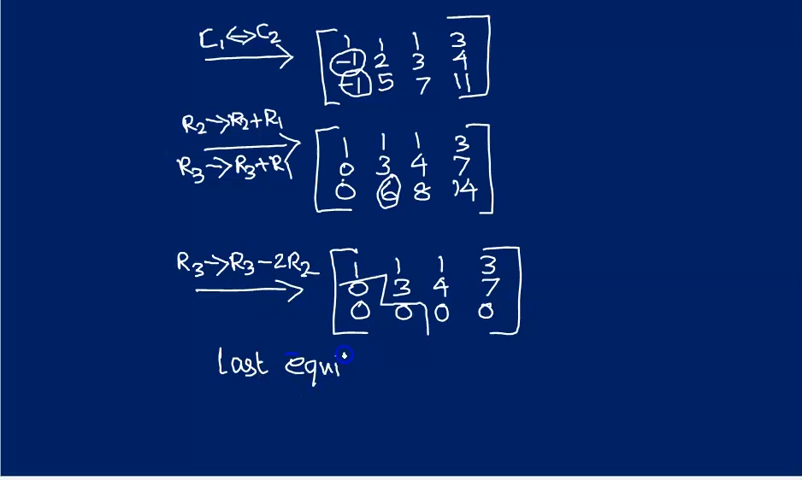 C₁ ⇔ C₂
1 1 1 3
-1 2 3 4
-1 5 7 11
R₂→R₂+R₁
R₃→R₃+R₁
1 1 1 3
0 3 4 7
0 6 8 14
R₃→R₃-2R₂
1 1 1 3
0 3 4 7
0 0 0 0
Last equi